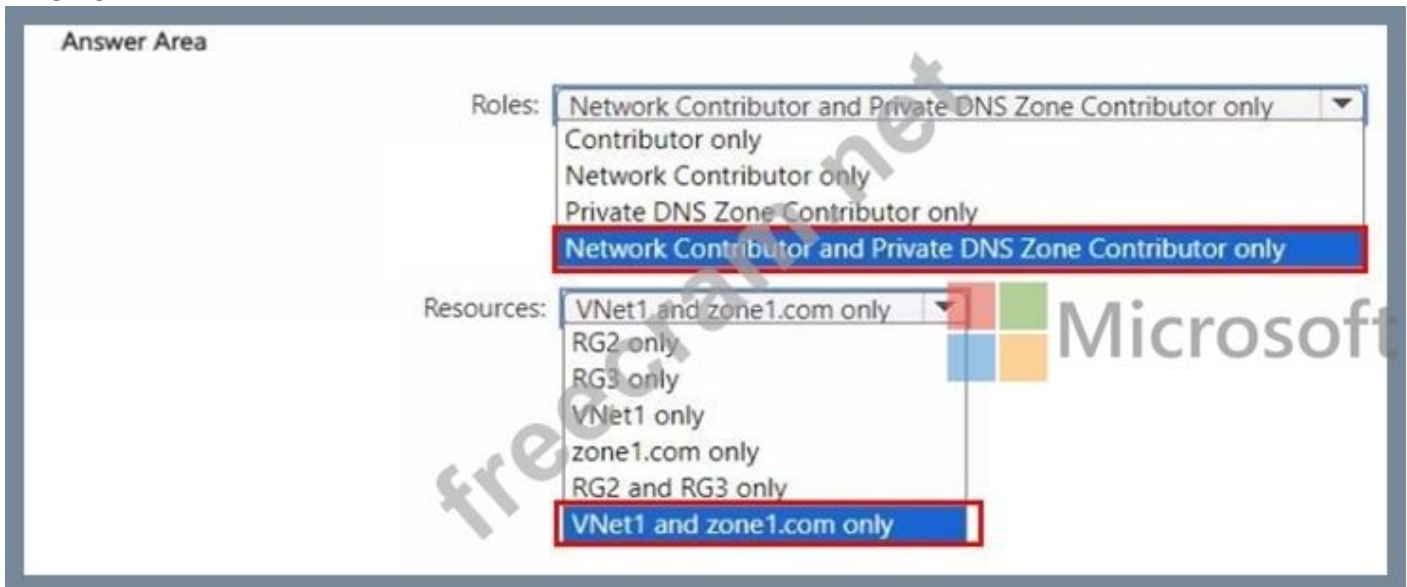 Answer Area
Roles: Network Contributor and Private DNS Zone Contributor only
Contributor only
Network Contributor only
Private DNS Zone Contributor only
Network Contributor and Private DNS Zone Contributor only
Resources: VNet1 and zone1.com only
RG2 only
RG3 only
VNet1 only
zone1.com only
RG2 and RG3 only
VNet1 and zone1.com only
Microsoft
freecram.net